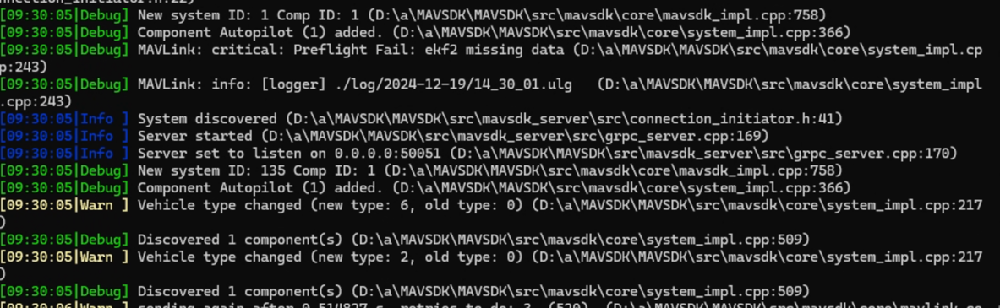 nnection_initiator.h:22)
[09:30:05|Debug] New system ID: 1 Comp ID: 1 (D:\a\MAVSDK\MAVSDK\src\mavsdk\core\mavsdk_impl.cpp:758)
[09:30:05|Debug] Component Autopilot (1) added. (D:\a\MAVSDK\MAVSDK\src\mavsdk\core\system_impl.cpp:366)
[09:30:05|Debug] MAVLink: critical: Preflight Fail: ekf2 missing data (D:\a\MAVSDK\MAVSDK\src\mavsdk\core\system_impl.cp
p:243)
[09:30:05|Debug] MAVLink: info: [logger] ./log/2024-12-19/14_30_01.ulg   (D:\a\MAVSDK\MAVSDK\src\mavsdk\core\system_impl
.cpp:243)
[09:30:05|Info ] System discovered (D:\a\MAVSDK\MAVSDK\src\mavsdk_server\src\connection_initiator.h:41)
[09:30:05|Info ] Server started (D:\a\MAVSDK\MAVSDK\src\mavsdk_server\src\grpc_server.cpp:169)
[09:30:05|Info ] Server set to listen on 0.0.0.0:50051 (D:\a\MAVSDK\MAVSDK\src\mavsdk_server\src\grpc_server.cpp:170)
[09:30:05|Debug] New system ID: 135 Comp ID: 1 (D:\a\MAVSDK\MAVSDK\src\mavsdk\core\mavsdk_impl.cpp:758)
[09:30:05|Debug] Component Autopilot (1) added. (D:\a\MAVSDK\MAVSDK\src\mavsdk\core\system_impl.cpp:366)
[09:30:05|Warn ] Vehicle type changed (new type: 6, old type: 0) (D:\a\MAVSDK\MAVSDK\src\mavsdk\core\system_impl.cpp:217
)
[09:30:05|Debug] Discovered 1 component(s) (D:\a\MAVSDK\MAVSDK\src\mavsdk\core\system_impl.cpp:509)
[09:30:05|Warn ] Vehicle type changed (new type: 2, old type: 0) (D:\a\MAVSDK\MAVSDK\src\mavsdk\core\system_impl.cpp:217
)
[09:30:05|Debug] Discovered 1 component(s) (D:\a\MAVSDK\MAVSDK\src\mavsdk\core\system_impl.cpp:509)
[09:30:06|Warn ] sending again after